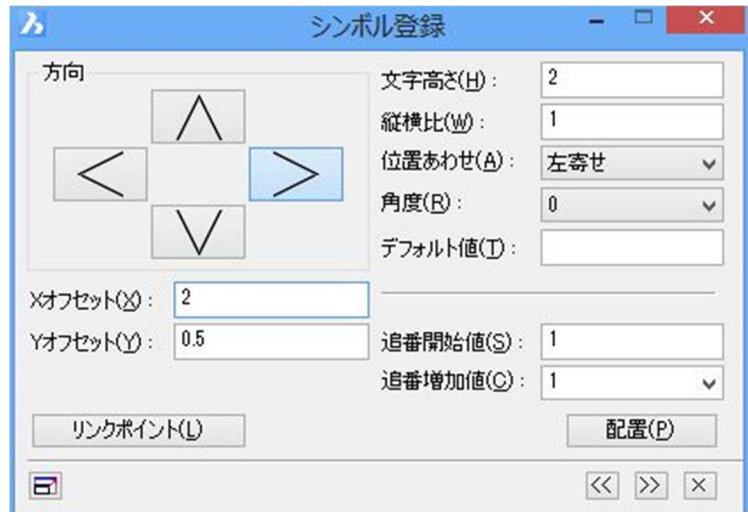 シンボル登録
方向
文字高さ(H)： 2
縦横比(W)： 1
位置あわせ(A)： 左寄せ
角度(R)： 0
デフォルト値(T)：
Xオフセット(X)： 2
Yオフセット(Y)： 0.5
追番開始値(S)： 1
追番増加値(C)： 1
リンクポイント(L)
配置(P)